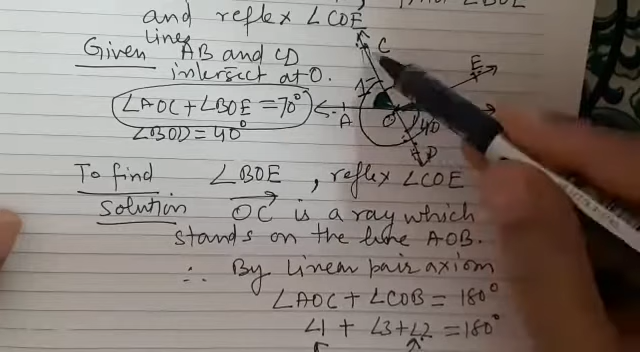 and reflex ∠COE
Given lines AB and CD
intersect at O.
∠AOC + ∠BOE = 70°
∠BOD = 40°
C
E
A
O
40
D
To find ∠BOE, reflex ∠COE
Solution OC is a ray which
stands on the line AOB.
∴ By linear pair axiom
∠AOC + ∠COB = 180°
∠1 + ∠3+∠2 = 180°